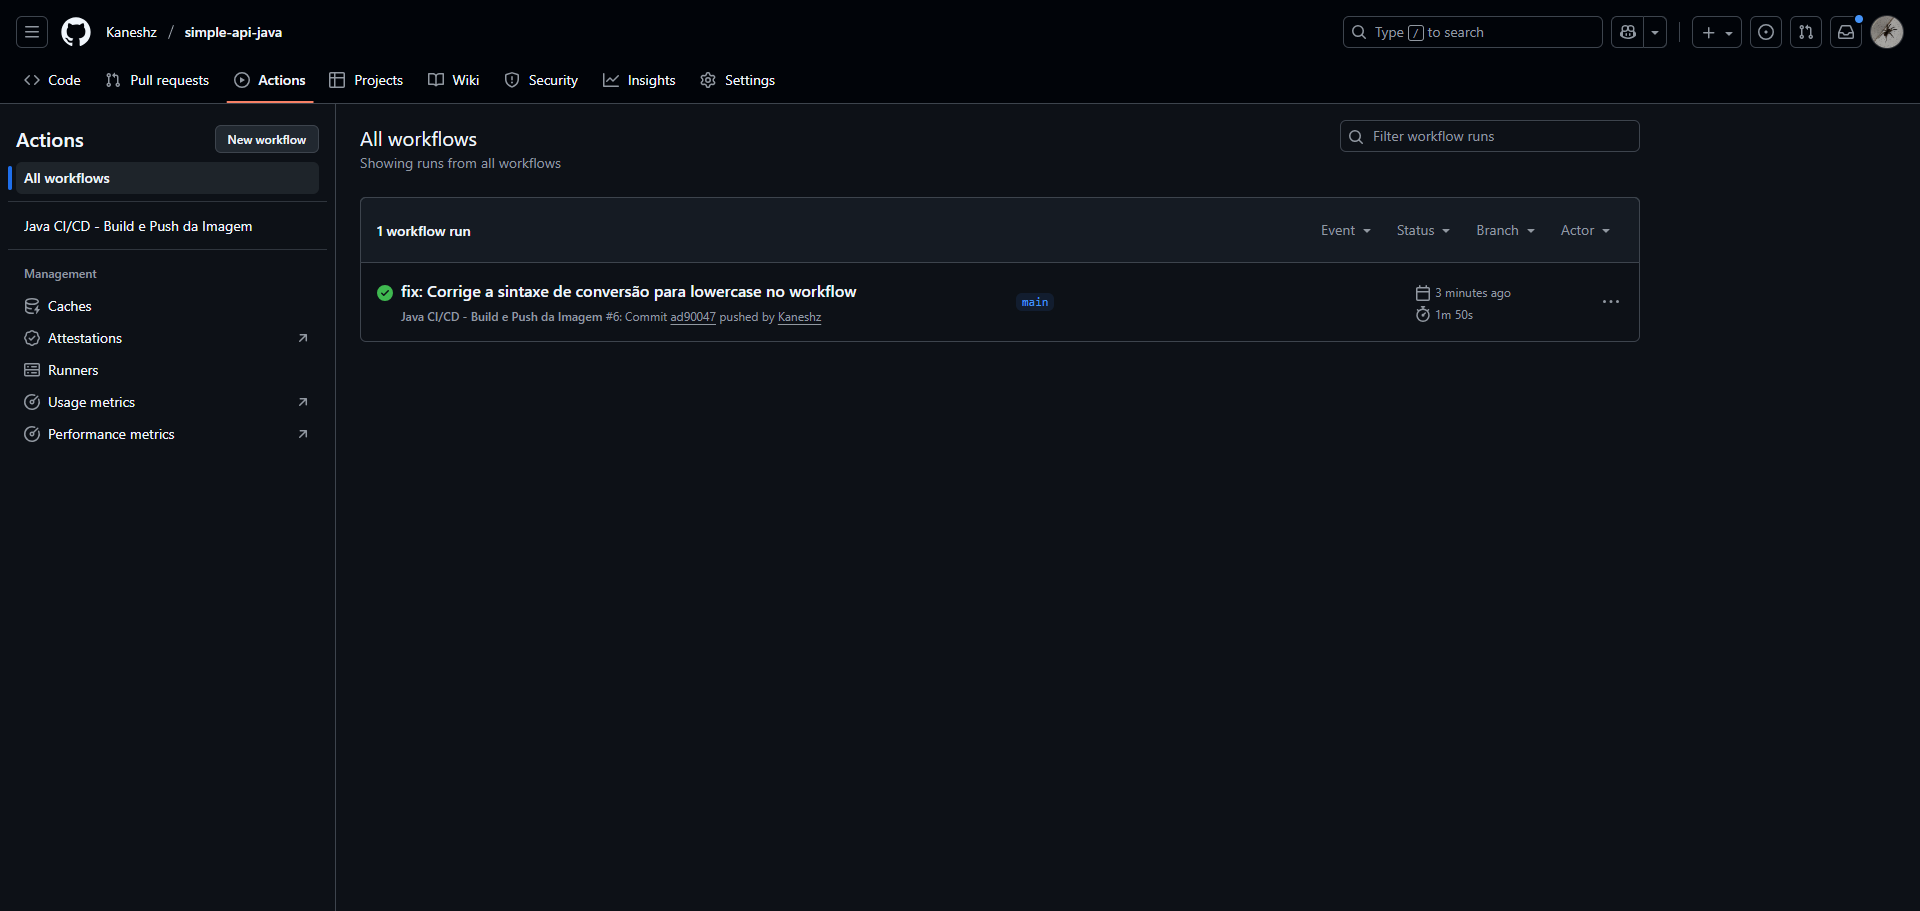 Kaneshz / simple-api-java
Type / to search
Code
Pull requests
Actions
Projects
Wiki
Security
Insights
Settings
Actions
New workflow
All workflows
Java CI/CD - Build e Push da Imagem
Management
Caches
Attestations
Runners
Usage metrics
Performance metrics
All workflows
Showing runs from all workflows
Filter workflow runs
1 workflow run
Event
Status
Branch
Actor
fix: Corrige a sintaxe de conversão para lowercase no workflow
Java CI/CD - Build e Push da Imagem #6: Commit ad90047 pushed by Kaneshz
main
3 minutes ago
1m 50s